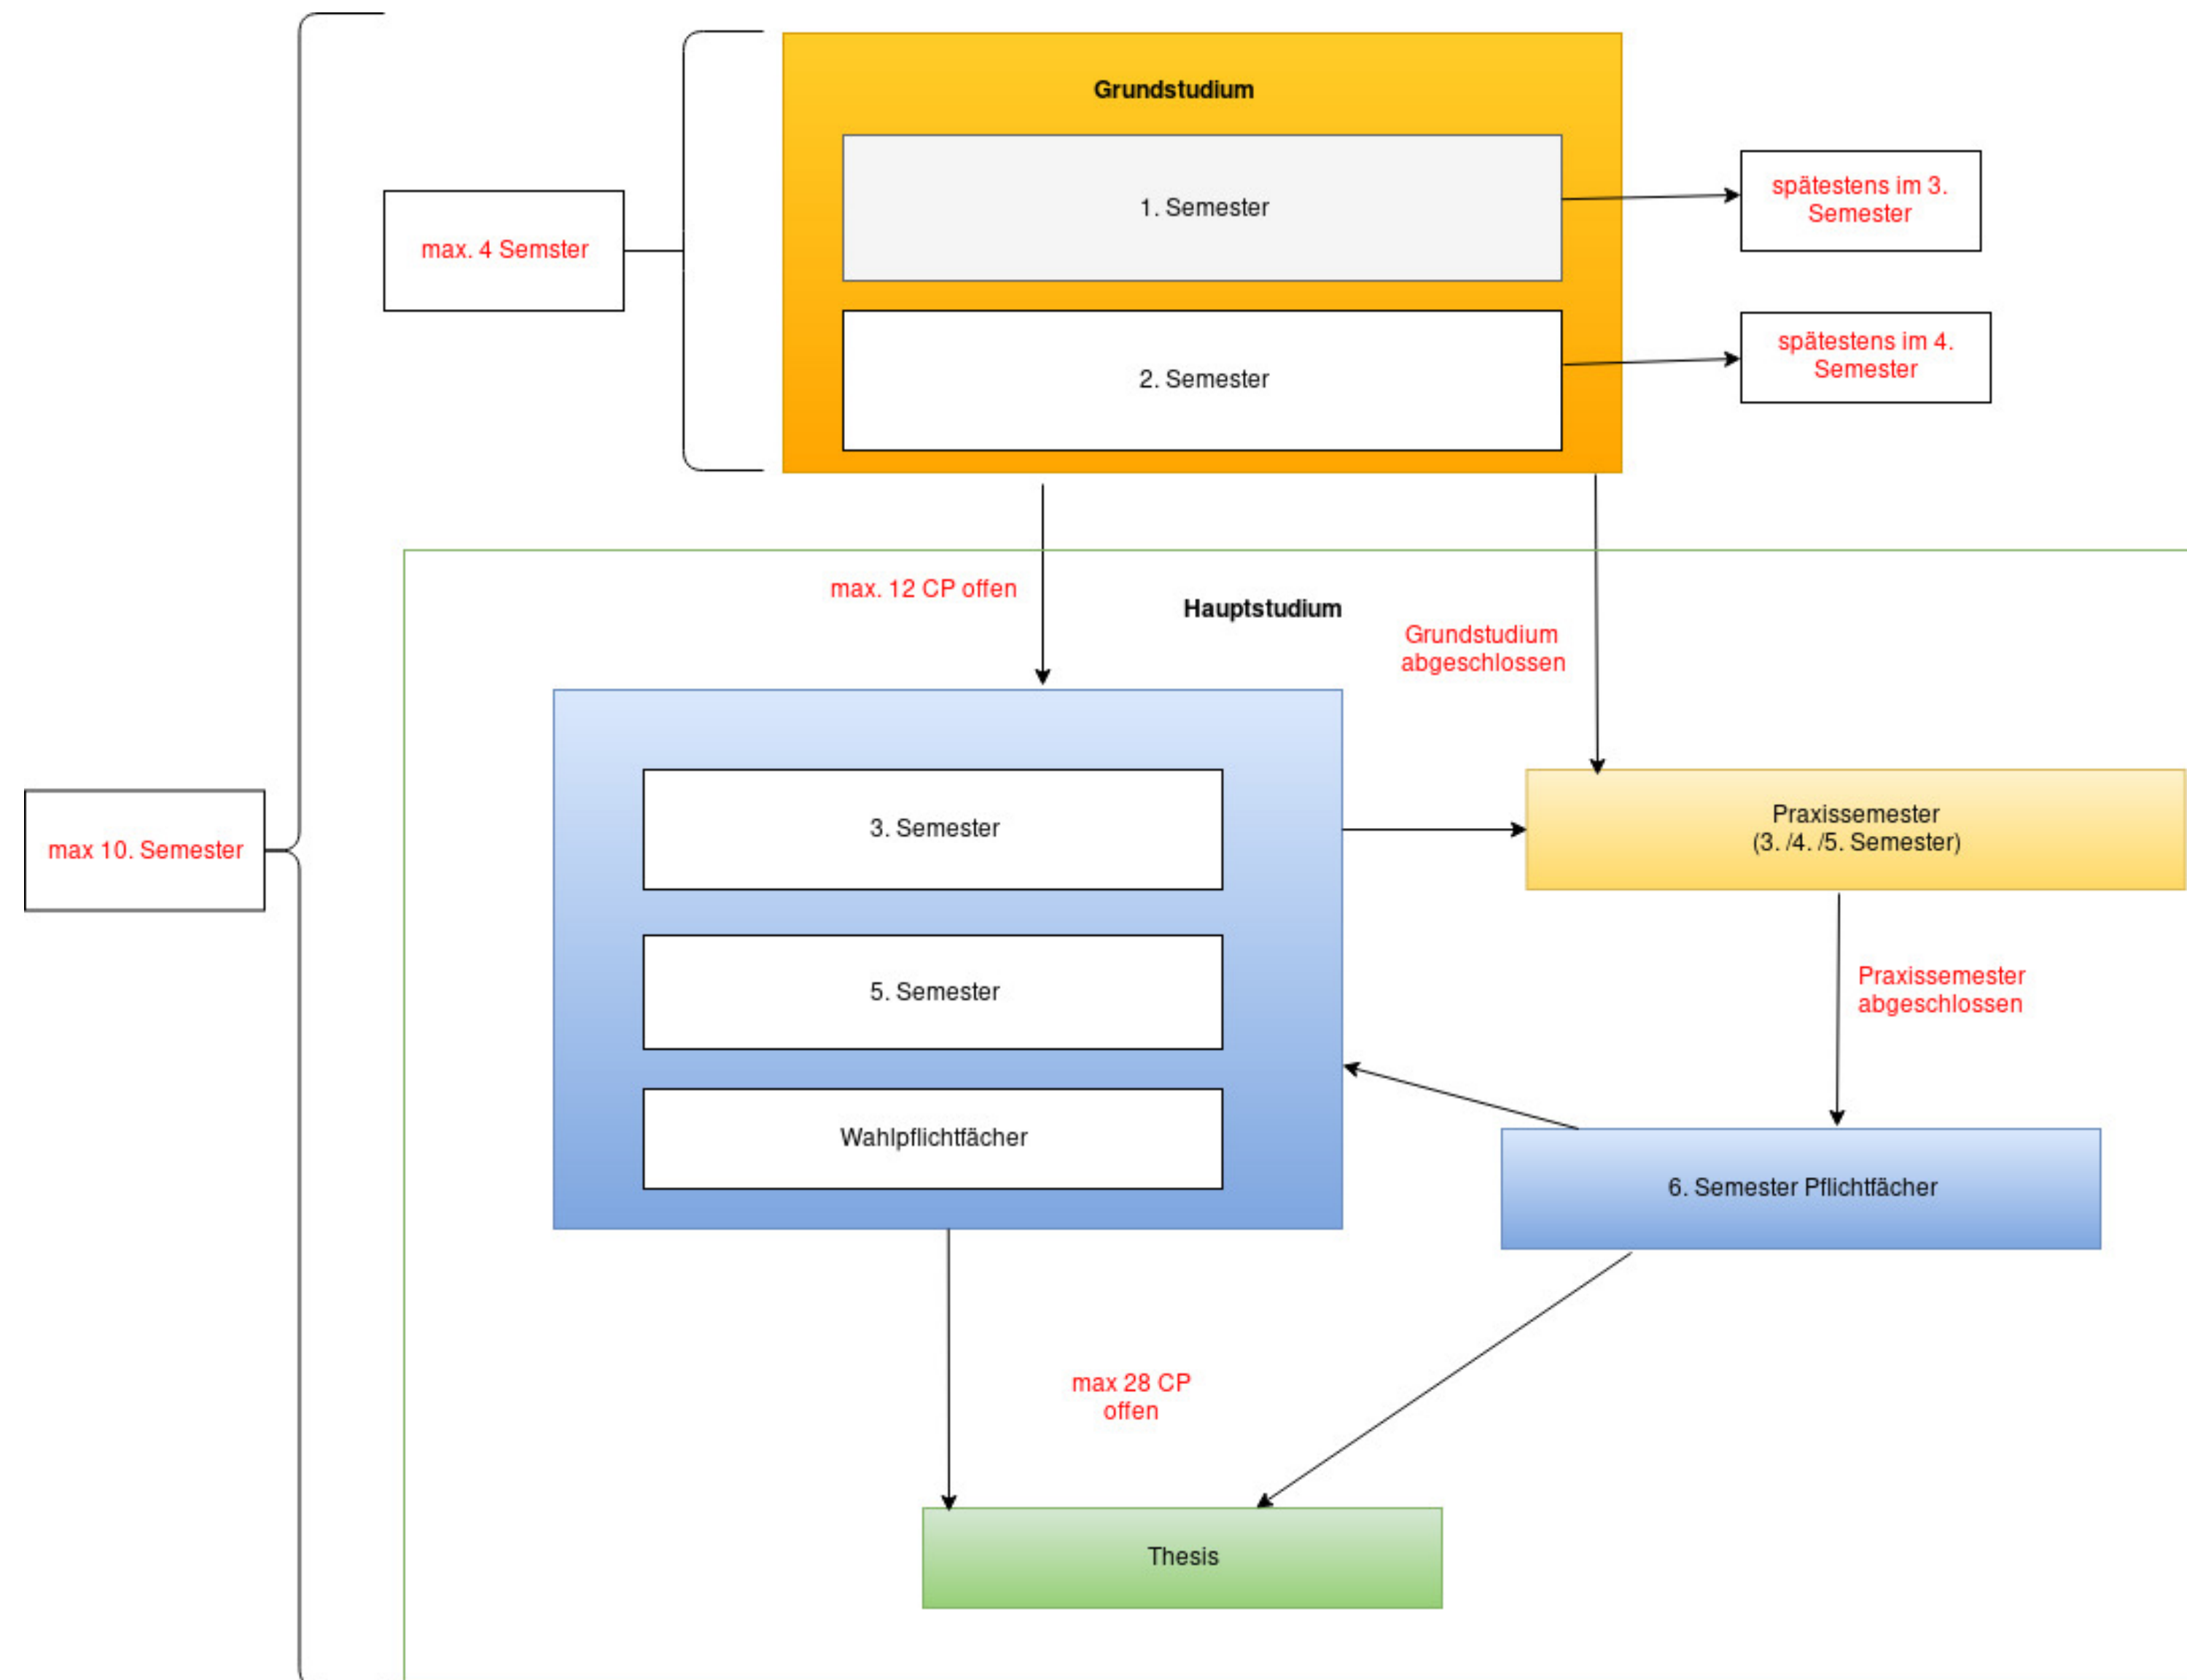 Grundstudium
1. Semester
spätestens im 3.
Semester
max. 4 Semster
2. Semester
spätestens im 4.
Semester
max. 12 CP offen
Hauptstudium
Grundstudium
abgeschlossen
3. Semester
Praxissemester
(3. /4. /5. Semester)
max 10. Semester
5. Semester
Praxissemester
abgeschlossen
Wahlpflichtfächer
6. Semester Pflichtfächer
max 28 CP
offen
Thesis